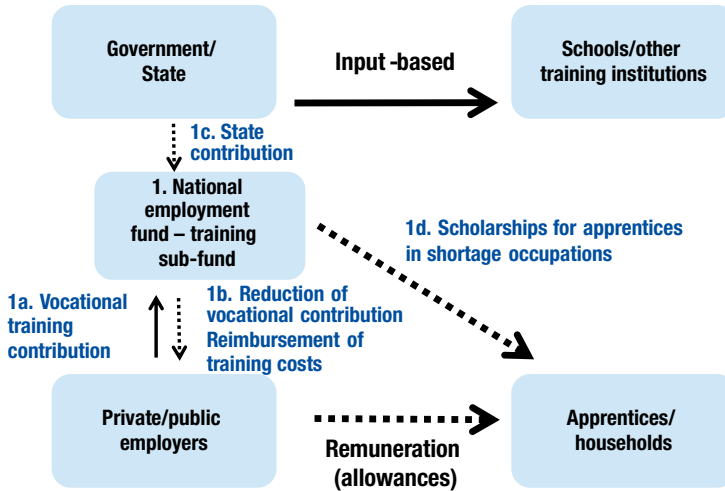 Government/
State
Input -based
Schools/other
training institutions
1c. State
contribution
1. National
employment
fund – training
sub-fund
1d. Scholarships for apprentices
in shortage occupations
1a. Vocational
training
contribution
1b. Reduction of
vocational contribution
Reimbursement of
training costs
Private/public
employers
Remuneration
(allowances)
Apprentices/
households